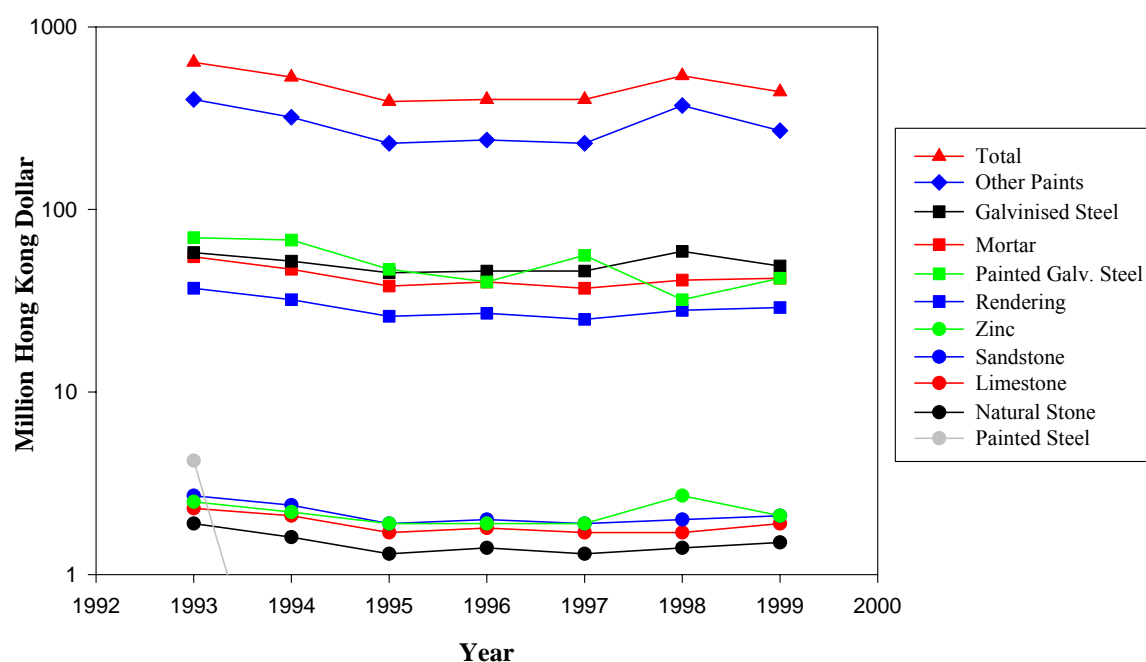 1000
100
10
1
Million Hong Kong Dollar
1992 1993 1994 1995 1996 1997 1998 1999 2000
Year
Total
Other Paints
Galvinised Steel
Mortar
Painted Galv. Steel
Rendering
Zinc
Sandstone
Limestone
Natural Stone
Painted Steel